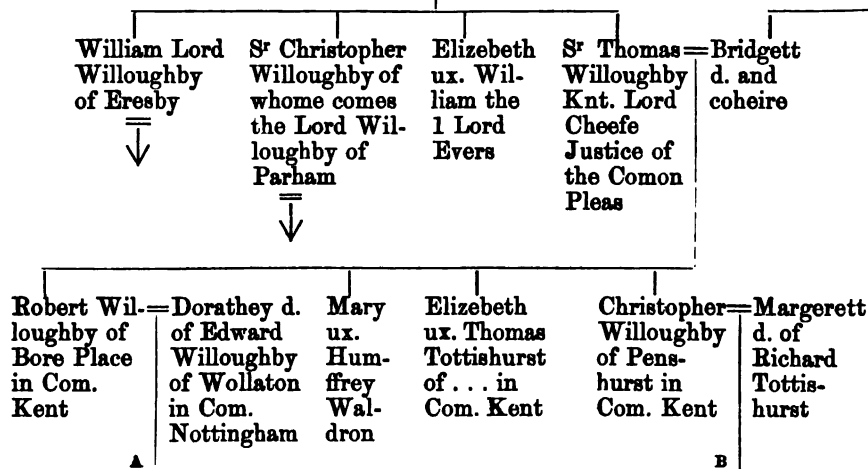 William Lord
Willoughby
of Eresby
Sʳ Christopher
Willoughby of
whome comes
the Lord Wil-
loughby of
Parham
Elizebeth
ux. Wil-
liam the
1 Lord
Evers
Sʳ Thomas
Willoughby
Knt. Lord
Cheefe
Justice of
the Comon
Pleas
Bridgett
d. and
coheire
Robert Wil-
loughby of
Bore Place
in Com.
Kent
Dorathey d.
of Edward
Willoughby
of Wollaton
in Com.
Nottingham
Mary
ux.
Hum-
ffrey
Wal-
dron
Elizebeth
ux. Thomas
Tottishurst
of . . . in
Com. Kent
Christopher
Willoughby
of Pens-
hurst in
Com. Kent
Margerett
d. of
Richard
Tottis-
hurst
A
B